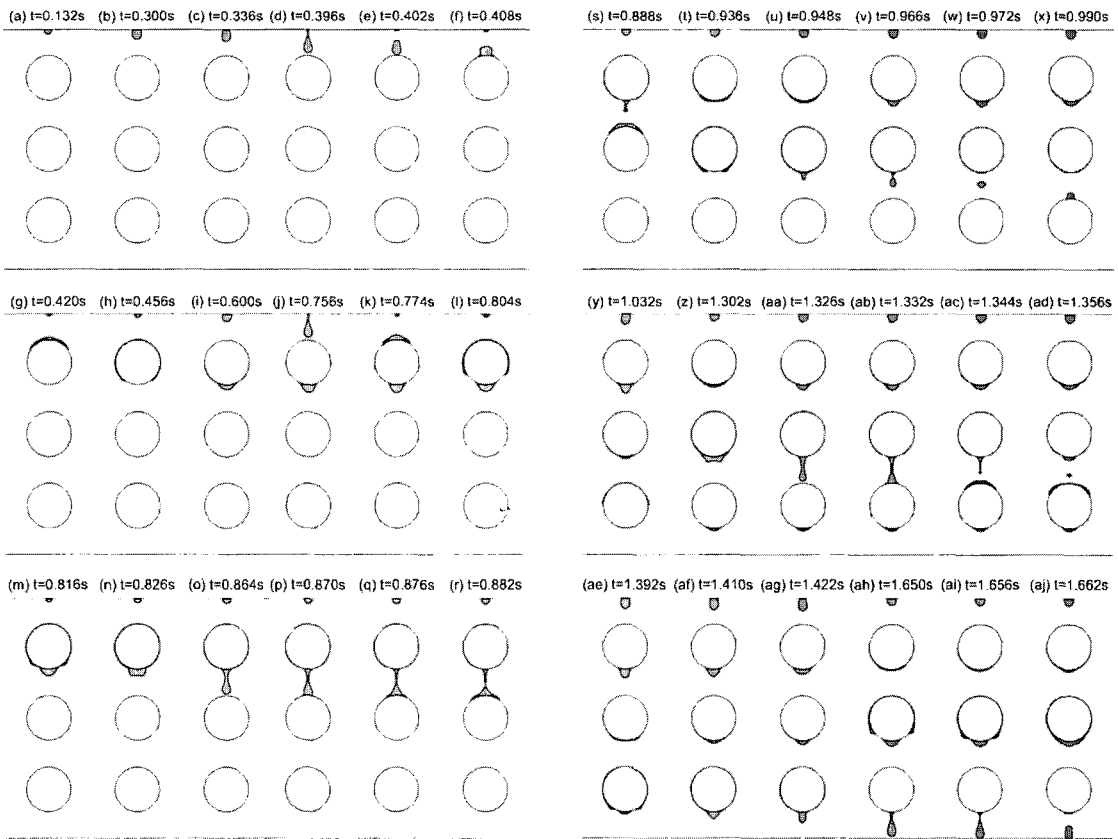 (a) t=0.132s (b) t=0.300s (c) t=0.336s (d) t=0.396s (e) t=0.402s (f) t=0.408s
(g) t=0.420s (h) t=0.456s (i) t=0.600s (j) t=0.756s (k) t=0.774s (l) t=0.804s
(m) t=0.816s (n) t=0.826s (o) t=0.864s (p) t=0.870s (q) t=0.876s (r) t=0.882s
(s) t=0.888s (t) t=0.936s (u) t=0.948s (v) t=0.966s (w) t=0.972s (x) t=0.990s
(y) t=1.032s (z) t=1.302s (aa) t=1.326s (ab) t=1.332s (ac) t=1.344s (ad) t=1.356s
(ae) t=1.392s (af) t=1.410s (ag) t=1.422s (ah) t=1.650s (ai) t=1.656s (aj) t=1.662s